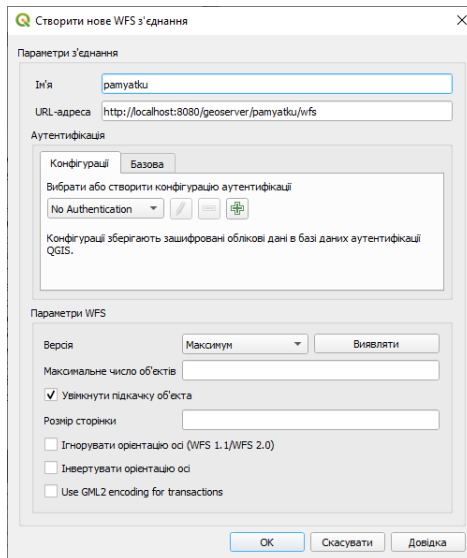 Створити нове WFS з'єднання
Параметри з'єднання
Ім'я pamyatku
URL-адреса http://localhost:8080/geoserver/pamyatku/wfs
Аутентифікація
Конфігурації Базова
Вибрати або створити конфігурацію аутентифікації
No Authentication
Конфігурації зберігають зашифровані облікові дані в базі даних аутентифікації
QGIS.
Параметри WFS
Версія Максимум Виявляти
Максимальне число об'єктів
Увімкнути підкачку об'єкта
Розмір сторінки
Ігнорувати орієнтацію осі (WFS 1.1/WFS 2.0)
Інвертувати орієнтацію осі
Use GML2 encoding for transactions
OK Скасувати Довідка